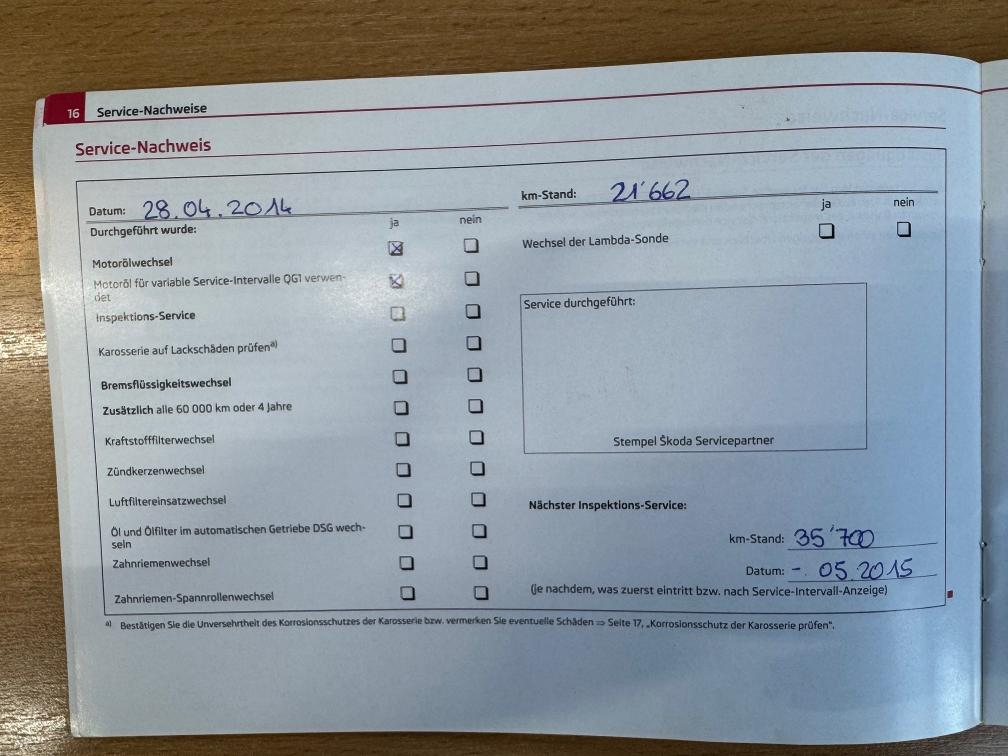 16 Service-Nachweise
Service-Nachweis
Datum: 28.04.2014
km-Stand: 21'662
ja nein
ja nein
Durchgeführt wurde:
Motorölwechsel
Motoröl für variable Service-Intervalle QG1 verwen-
det
Inspektions-Service
Karosserie auf Lackschäden prüfen a)
Bremsflüssigkeitswechsel
Zusätzlich alle 60 000 km oder 4 Jahre
Kraftstofffilterwechsel
Zündkerzenwechsel
Luftfiltereinsatzwechsel
Öl und Ölfilter im automatischen Getriebe DSG wech-
seln
Zahnriemenwechsel
Zahnriemen-Spannrollenwechsel
Wechsel der Lambda-Sonde
Service durchgeführt:
Stempel Škoda Servicepartner
Nächster Inspektions-Service:
km-Stand: 35'700
Datum: -. 05.2015
(je nachdem, was zuerst eintritt bzw. nach Service-Intervall-Anzeige)
a) Bestätigen Sie die Unversehrtheit des Korrosionsschutzes der Karosserie bzw. vermerken Sie eventuelle Schäden ⇒ Seite 17, „Korrosionsschutz der Karosserie prüfen“.